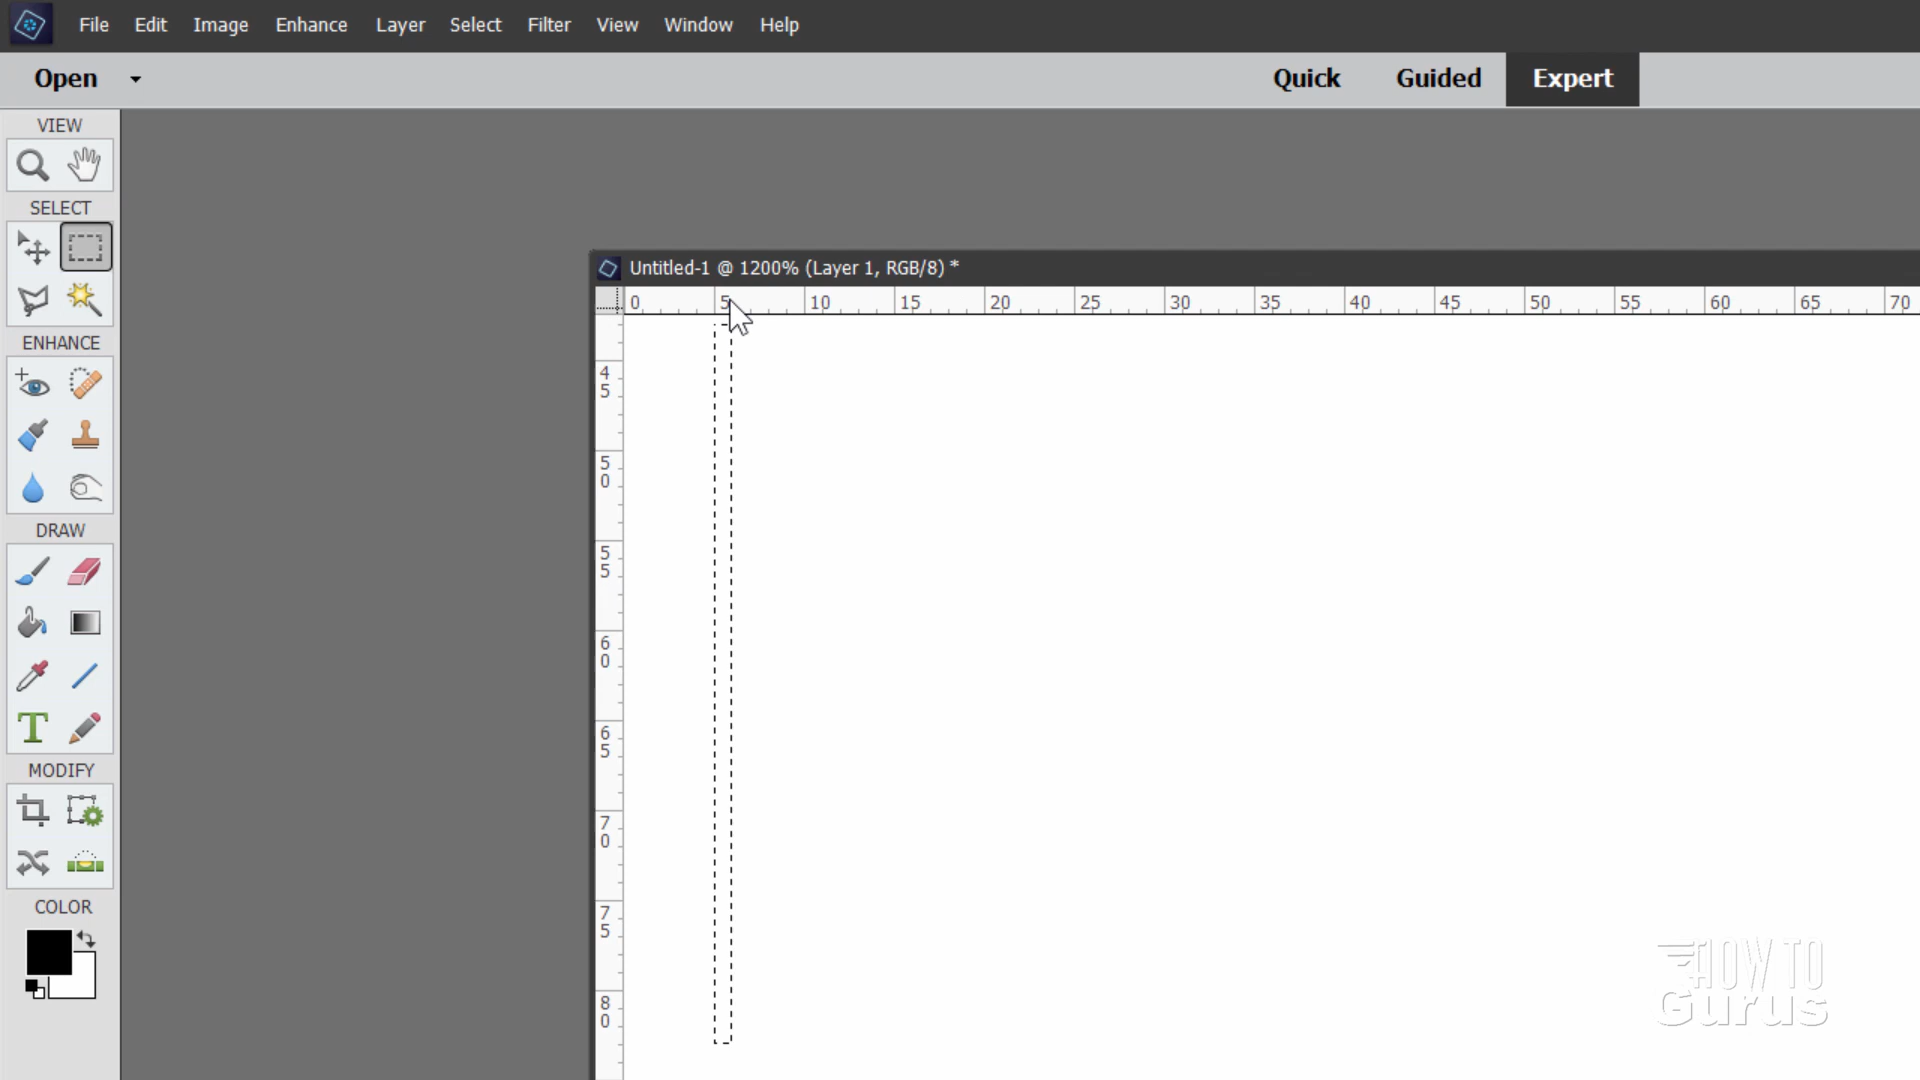 File Edit Image Enhance Layer Select Filter View Window Help
Open Quick Guided Expert
VIEW
SELECT
Untitled-1 @ 1200% (Layer 1, RGB/8) *
0 5 10 15 20 25 30 35 40 45 50 55 60 65 70
ENHANCE
45
50
DRAW
55
60
65
MODIFY
70
75
COLOR
80
T
HOW TO
Gurus